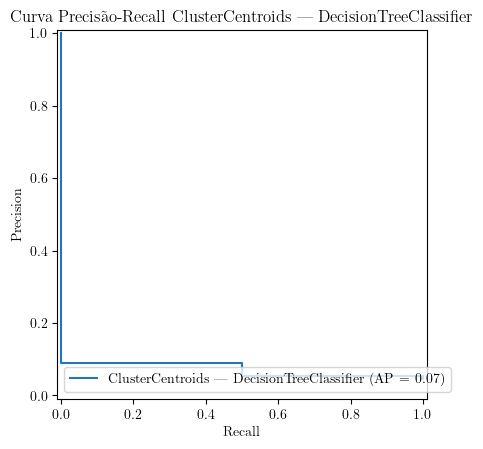 Curva Precisão-Recall ClusterCentroids — DecisionTreeClassifier
1.0
0.8
0.6
0.4
0.2
0.0
Precision
ClusterCentroids — DecisionTreeClassifier (AP = 0.07)
0.0 0.2 0.4 0.6 0.8 1.0
Recall